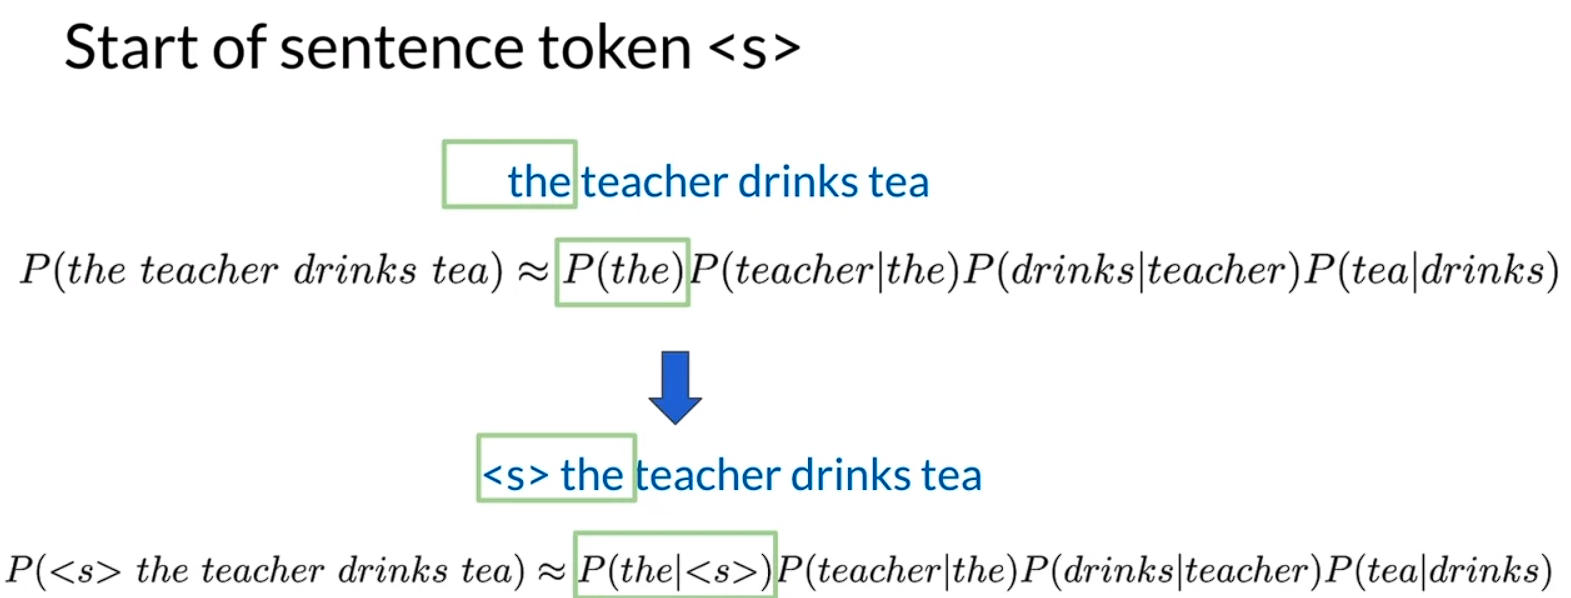 Start of sentence token <s>
the teacher drinks tea
P(the teacher drinks tea) ≈ P(the)P(teacher|the)P(drinks|teacher)P(tea|drinks)
<s> the teacher drinks tea
P(<s> the teacher drinks tea) ≈ P(the|<s>)P(teacher|the)P(drinks|teacher)P(tea|drinks)